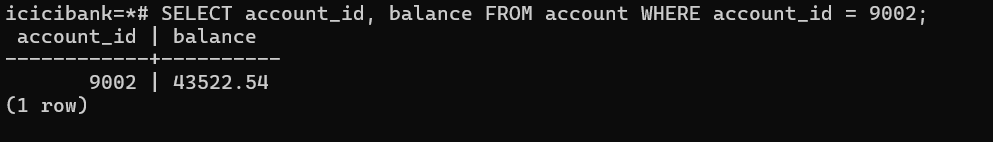 icicibank=*# SELECT account_id, balance FROM account WHERE account_id = 9002;
 account_id | balance
------------+----------
       9002 | 43522.54
(1 row)